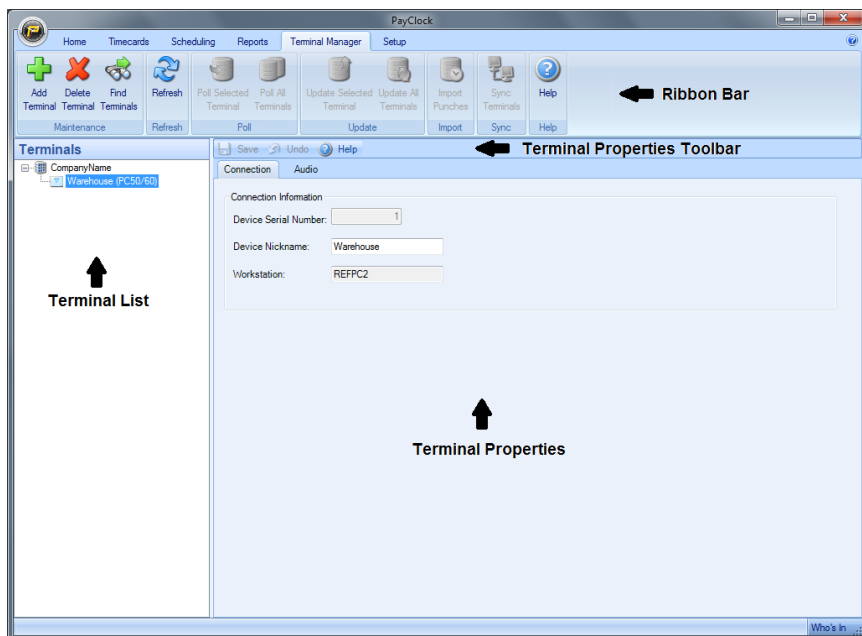 PayClock
Home Timecards Scheduling Reports Terminal Manager Setup
Add Terminal Delete Terminal Find Terminals Refresh Poll Selected Terminal Poll All Terminals Update Selected Terminal Update All Terminals Import Punches Sync Terminals Help
Ribbon Bar
Maintenance Refresh Poll Update Import Sync Help
Terminals
Save Undo Help
Terminal Properties Toolbar
CompanyName
Warehouse (PC50/60)
Connection Audio
Connection Information
Device Serial Number: 1
Device Nickname: Warehouse
Workstation: REFPC2
Terminal List
Terminal Properties
Who's In